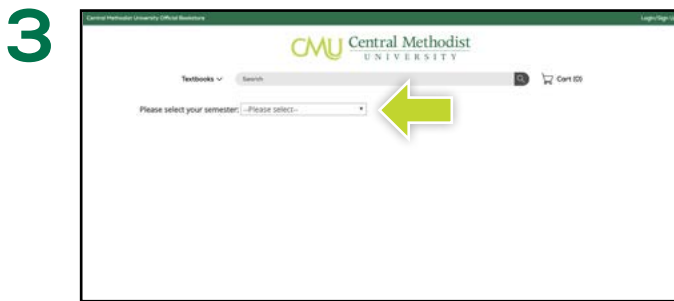 3
Central Methodist University Official Bookstore
Login/Sign U
CMU Central Methodist
UNIVERSITY
Textbooks
Search
Cart (0)
Please select your semester:
--Please select--